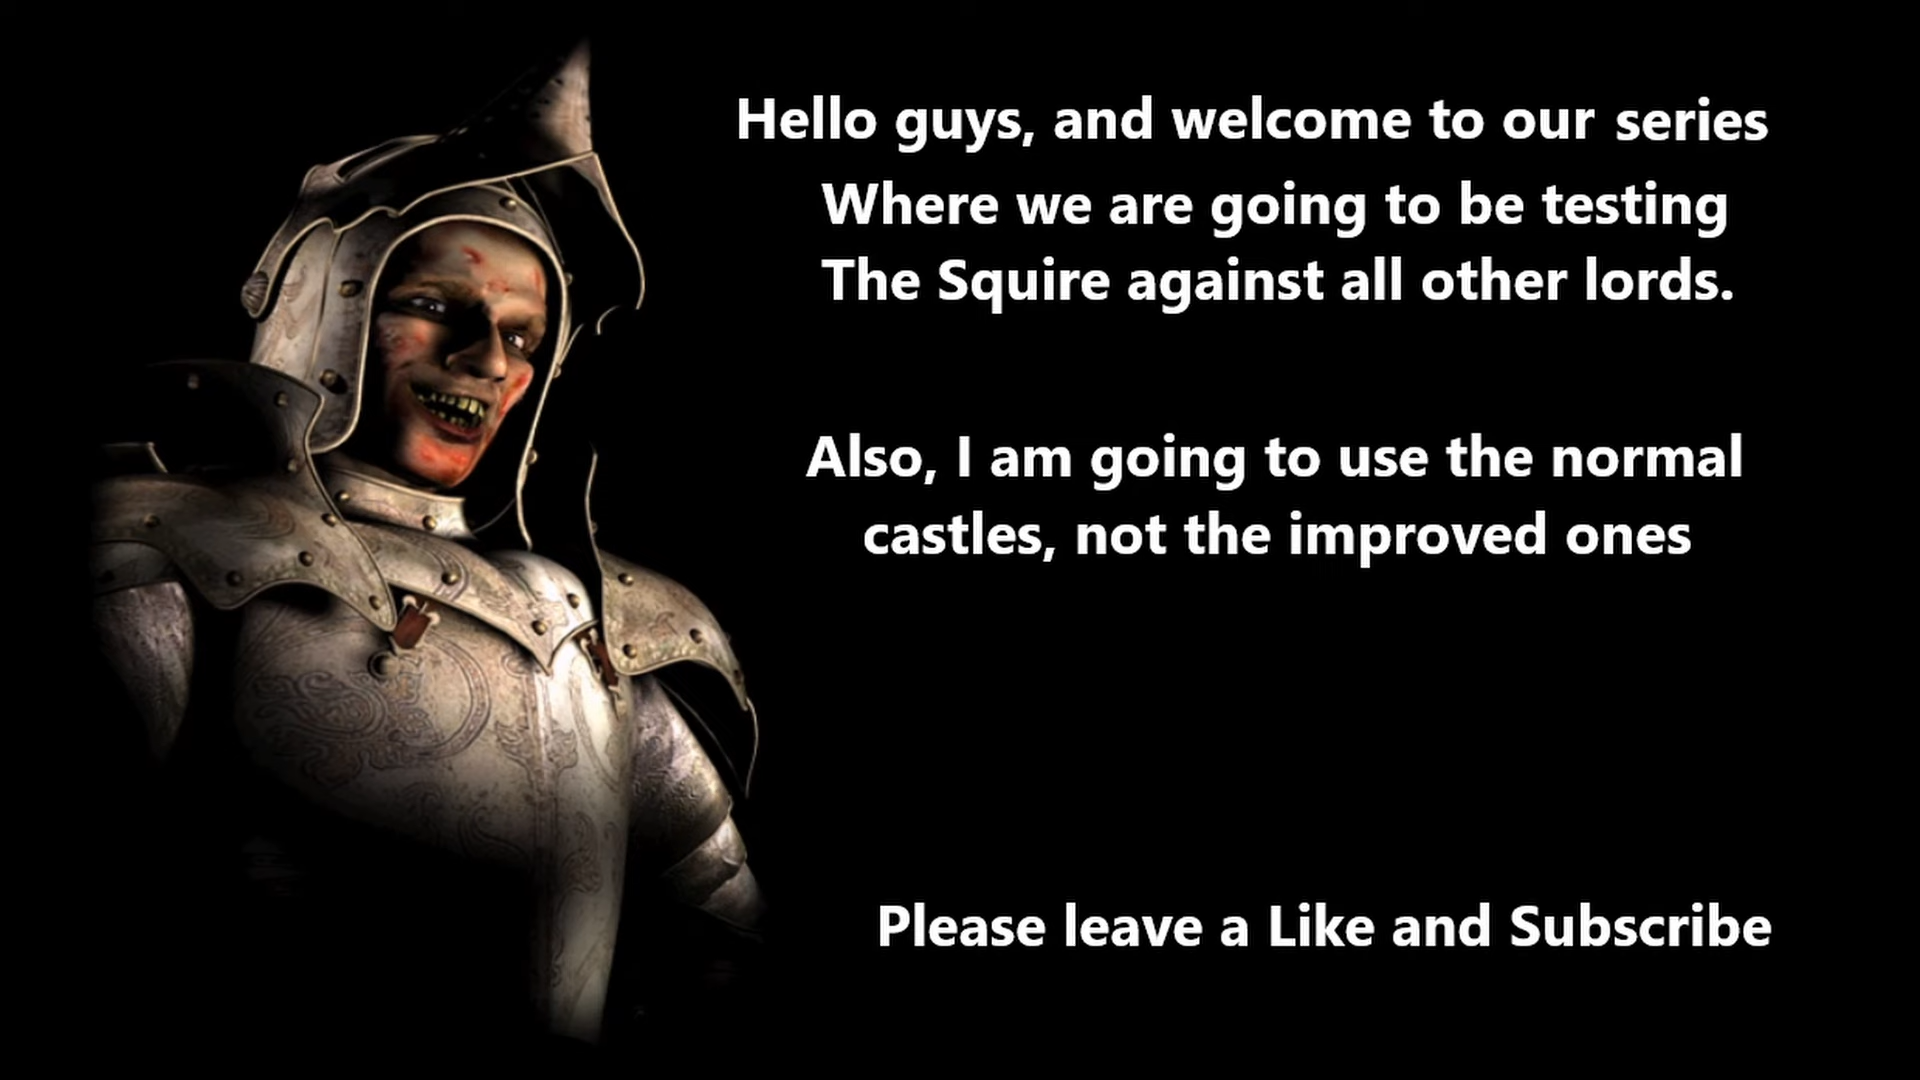 Hello guys, and welcome to our series
Where we are going to be testing
The Squire against all other lords.
Also, I am going to use the normal
castles, not the improved ones
Please leave a Like and Subscribe